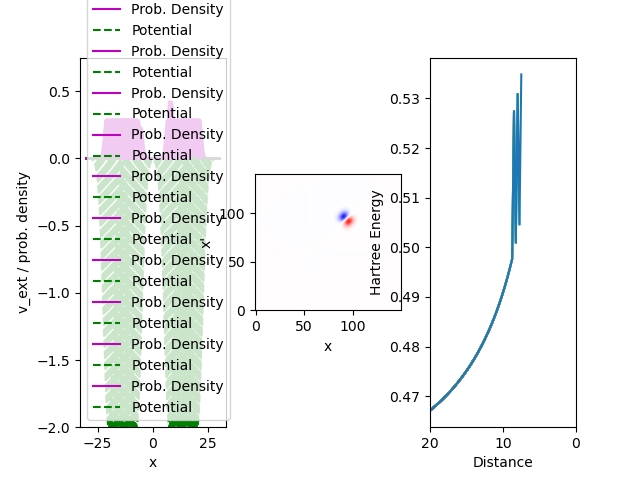 Prob. Density
Potential
Prob. Density
Potential
Prob. Density
Potential
Prob. Density
Potential
Prob. Density
Potential
Prob. Density
Potential
Prob. Density
Potential
Prob. Density
Potential
Prob. Density
Potential
Prob. Density
Potential
v_ext / prob. density
0.5
0.0
−0.5
−1.0
−1.5
−2.0
−25
0
25
x
x'
100
50
0
0
50
100
x
Hartree Energy
0.53
0.52
0.51
0.50
0.49
0.48
0.47
20
10
0
Distance